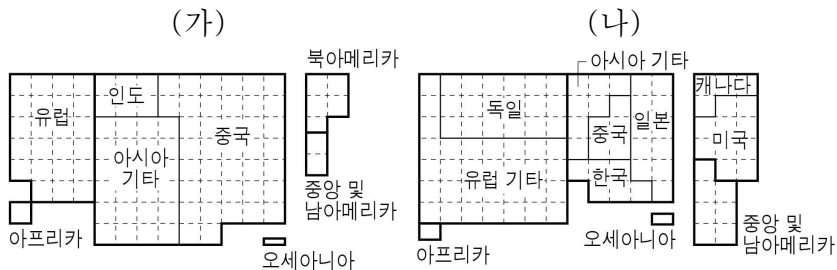 (가)
(나)
북아메리카
인도
유럽
중국
아시아
기타
중앙 및
남아메리카
아프리카
오세아니아
아시아 기타
캐나다
독일
일본
중국
미국
유럽 기타
한국
중앙 및
남아메리카
오세아니아
아프리카